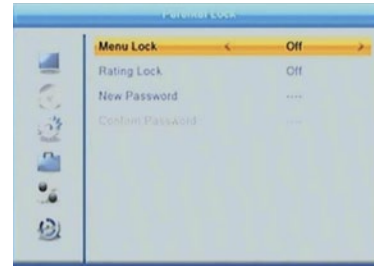 Parental Lock
Menu Lock < Off >
Rating Lock Off
New Password ----
Confirm Password ----